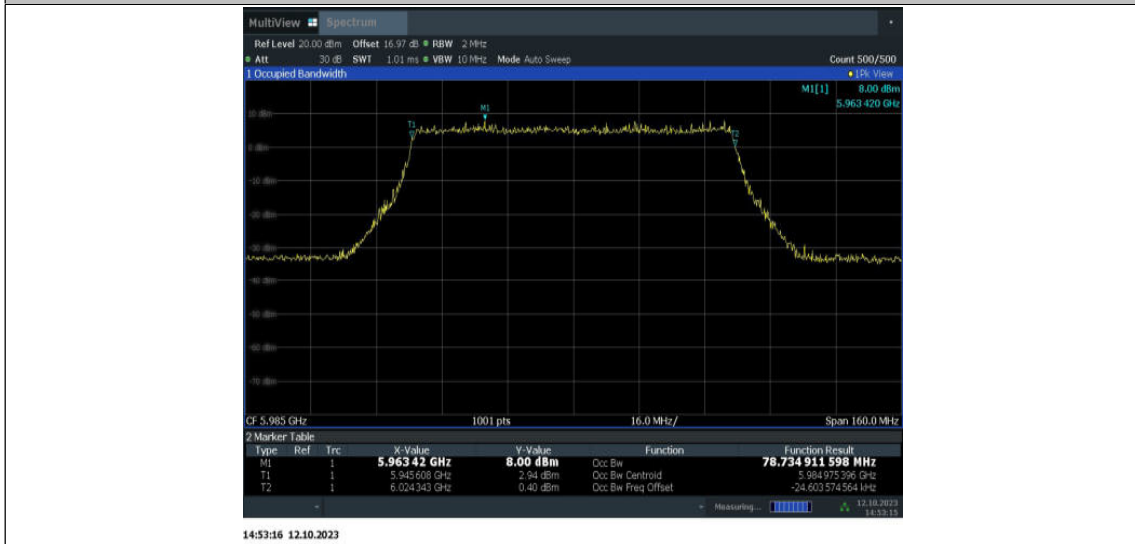 MultiView Spectrum
Ref Level 20.00 dBm Offset 16.97 dB RBW 2 MHz
Att 30 dB SWT 1.01 ms VBW 10 MHz Mode Auto Sweep Count 500/500
1 Occupied Bandwidth 1Pk View
M1[1] 8.00 dBm
5.963 420 GHz
10 dBm
M1
T1
T2
0 dBm
-10 dBm
-20 dBm
-30 dBm
-40 dBm
-50 dBm
-60 dBm
-70 dBm
CF 5.985 GHz 1001 pts 16.0 MHz/ Span 160.0 MHz
2 Marker Table
Type Ref Trc X-Value Y-Value Function Function Result
M1 1 5.963 42 GHz 8.00 dBm Occ Bw 78.734 911 598 MHz
T1 1 5.945 608 GHz 2.94 dBm Occ Bw Centroid 5.984 975 396 GHz
T2 1 6.024 343 GHz 0.40 dBm Occ Bw Freq Offset -24.603 574 564 kHz
Measuring... 12.10.2023
14:53:15
14:53:16 12.10.2023